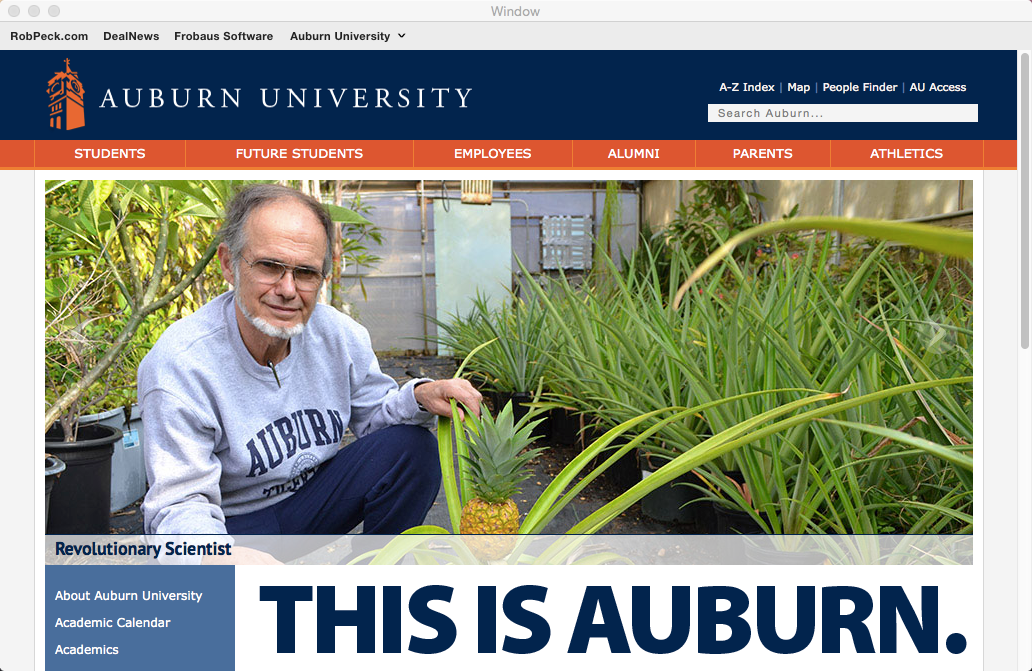 Window
RobPeck.com DealNews Frobaus Software Auburn University
AUBURN UNIVERSITY
A-Z Index | Map | People Finder | AU Access
Search Auburn...
STUDENTS FUTURE STUDENTS EMPLOYEES ALUMNI PARENTS ATHLETICS
AUBURN
Revolutionary Scientist
About Auburn University
Academic Calendar
Academics
THIS IS AUBURN.